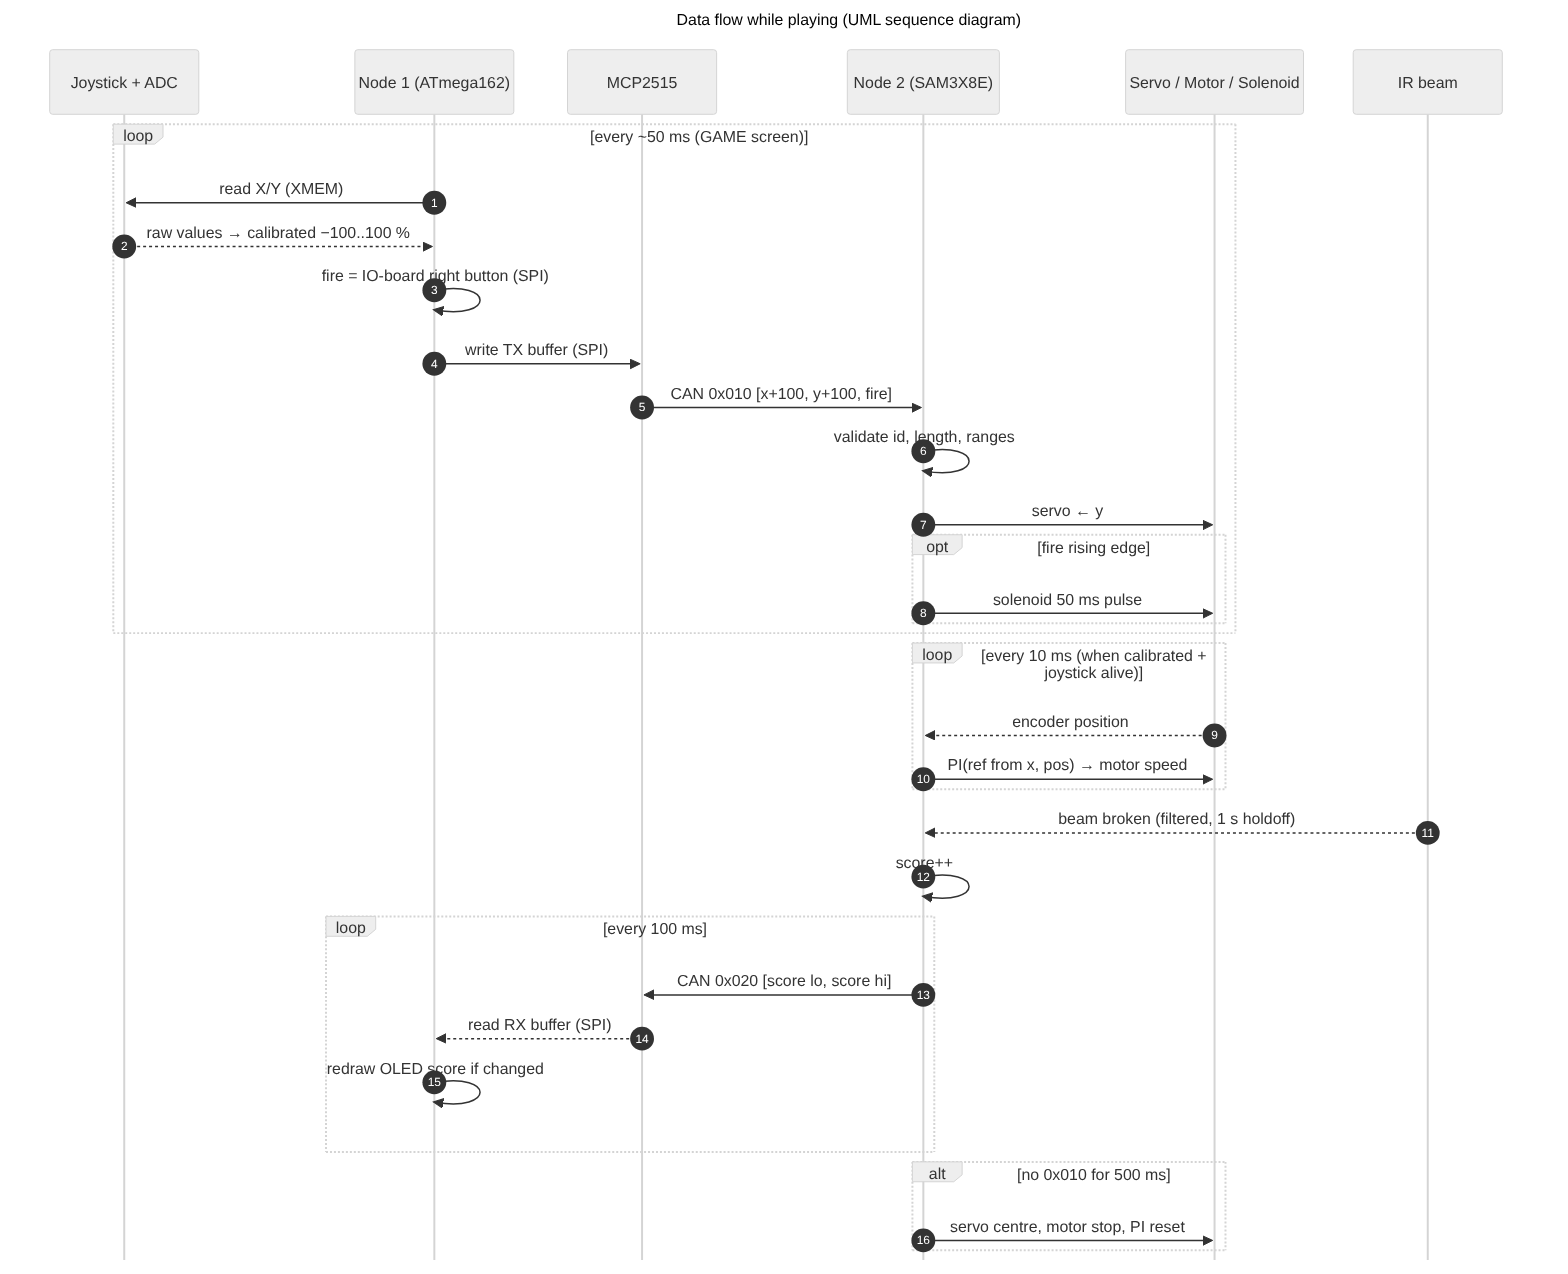 Data flow while playing (UML sequence diagram)
Joystick + ADC
Node 1 (ATmega162)
MCP2515
Node 2 (SAM3X8E)
Servo / Motor / Solenoid
IR beam
loop
[every ~50 ms (GAME screen)]
read X/Y (XMEM)
1
raw values → calibrated −100..100 %
2
fire = IO-board right button (SPI)
3
write TX buffer (SPI)
4
CAN 0x010 [x+100, y+100, fire]
5
validate id, length, ranges
6
servo ← y
7
opt
[fire rising edge]
solenoid 50 ms pulse
8
loop
[every 10 ms (when calibrated +
joystick alive)]
encoder position
9
PI(ref from x, pos) → motor speed
10
beam broken (filtered, 1 s holdoff)
11
score++
12
loop
[every 100 ms]
CAN 0x020 [score lo, score hi]
13
read RX buffer (SPI)
14
redraw OLED score if changed
15
alt
[no 0x010 for 500 ms]
servo centre, motor stop, PI reset
16